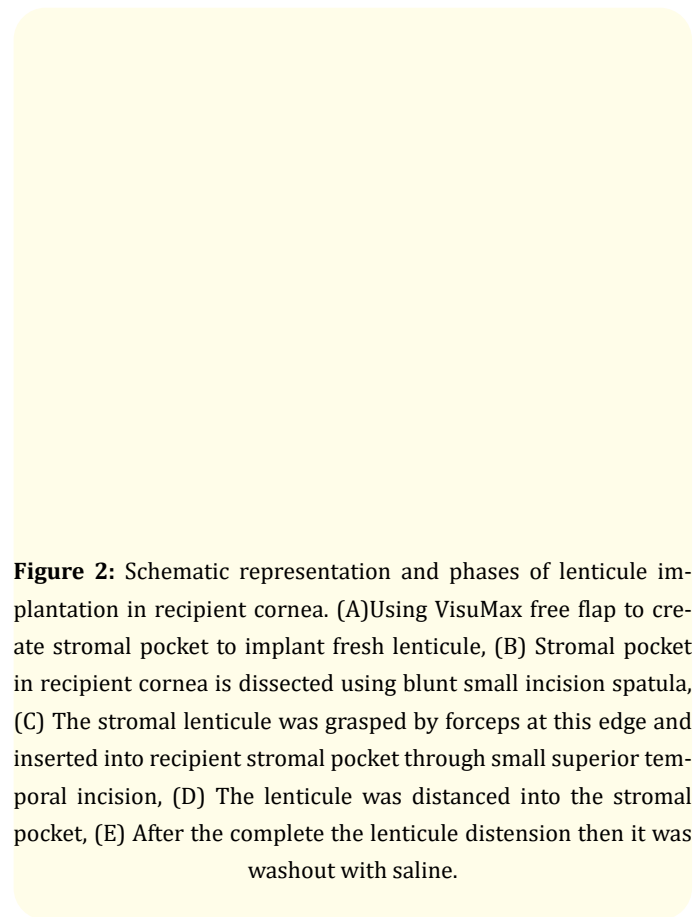 Figure 2: Schematic representation and phases of lenticule im-
plantation in recipient cornea. (A)Using VisuMax free flap to cre-
ate stromal pocket to implant fresh lenticule, (B) Stromal pocket
in recipient cornea is dissected using blunt small incision spatula,
(C) The stromal lenticule was grasped by forceps at this edge and
inserted into recipient stromal pocket through small superior tem-
poral incision, (D) The lenticule was distanced into the stromal
pocket, (E) After the complete the lenticule distension then it was
washout with saline.